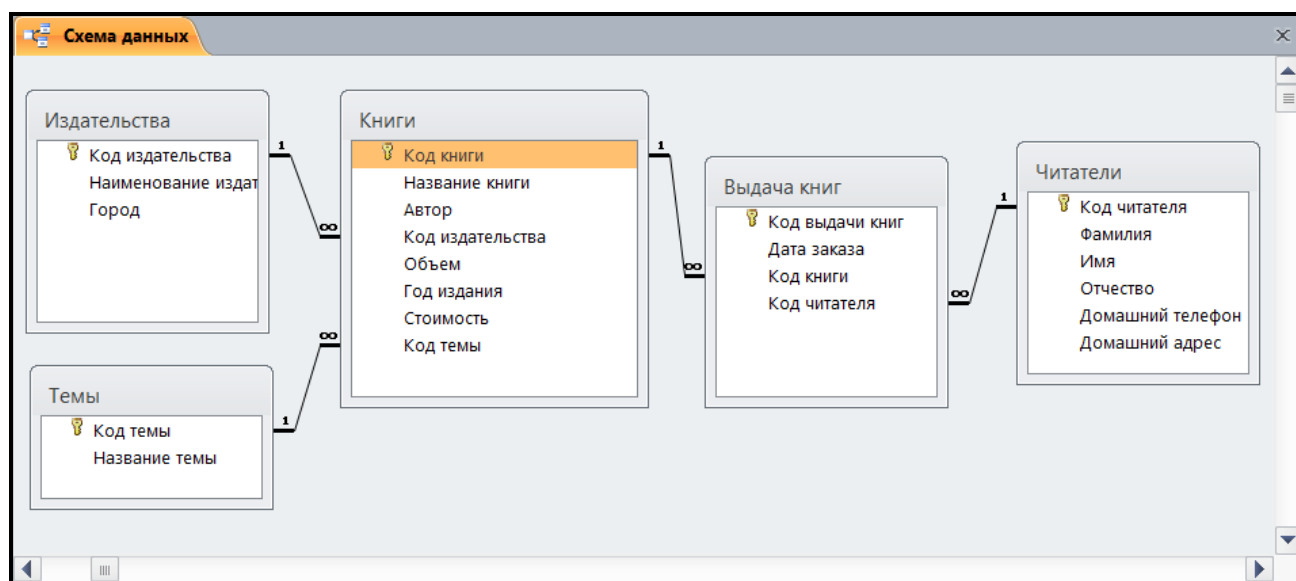 Схема данных
Издательства
Код издательства
Наименование издат
Город
1
∞
Темы
Код темы
Название темы
1
∞
Книги
Код книги
Название книги
Автор
Код издательства
Объем
Год издания
Стоимость
Код темы
1
∞
Выдача книг
Код выдачи книг
Дата заказа
Код книги
Код читателя
∞
1
Читатели
Код читателя
Фамилия
Имя
Отчество
Домашний телефон
Домашний адрес